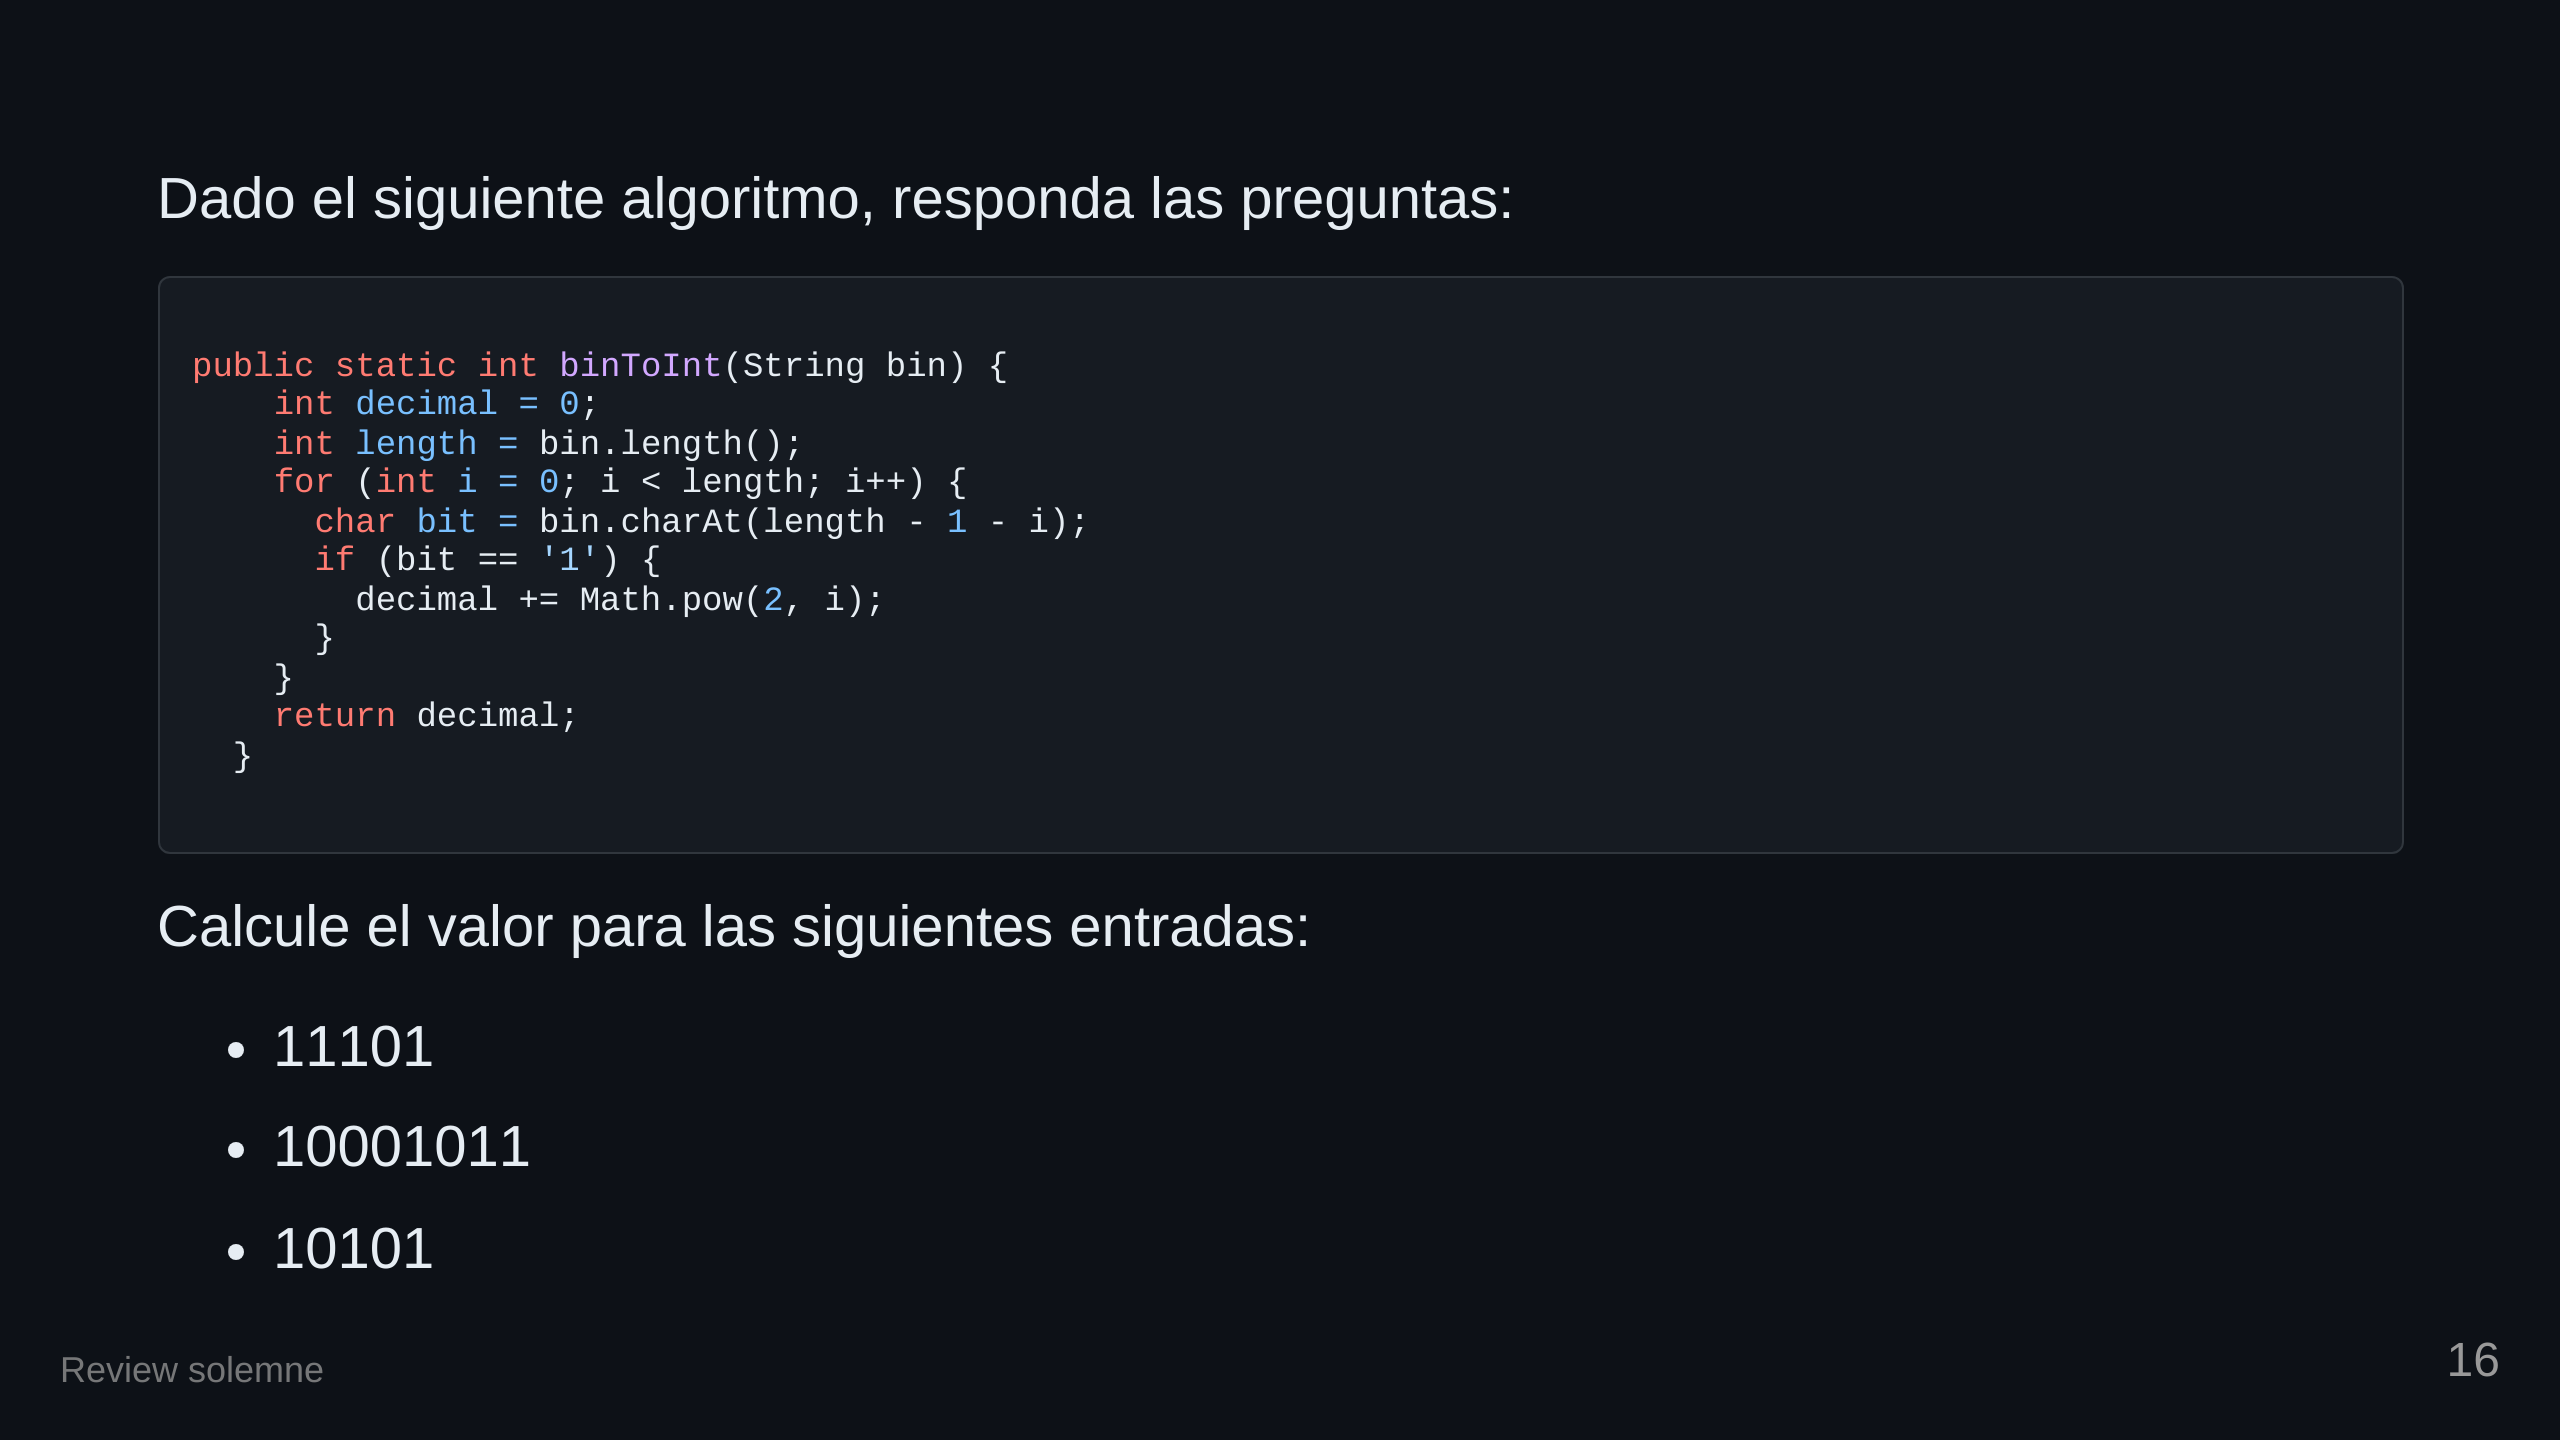 Dado el siguiente algoritmo, responda las preguntas:
public static int binToInt(String bin) {
    int decimal = 0;
    int length = bin.length();
    for (int i = 0; i < length; i++) {
      char bit = bin.charAt(length - 1 - i);
      if (bit == '1') {
        decimal += Math.pow(2, i);
      }
    }
    return decimal;
  }
Calcule el valor para las siguientes entradas:
• 11101
• 10001011
• 10101
Review solemne
16